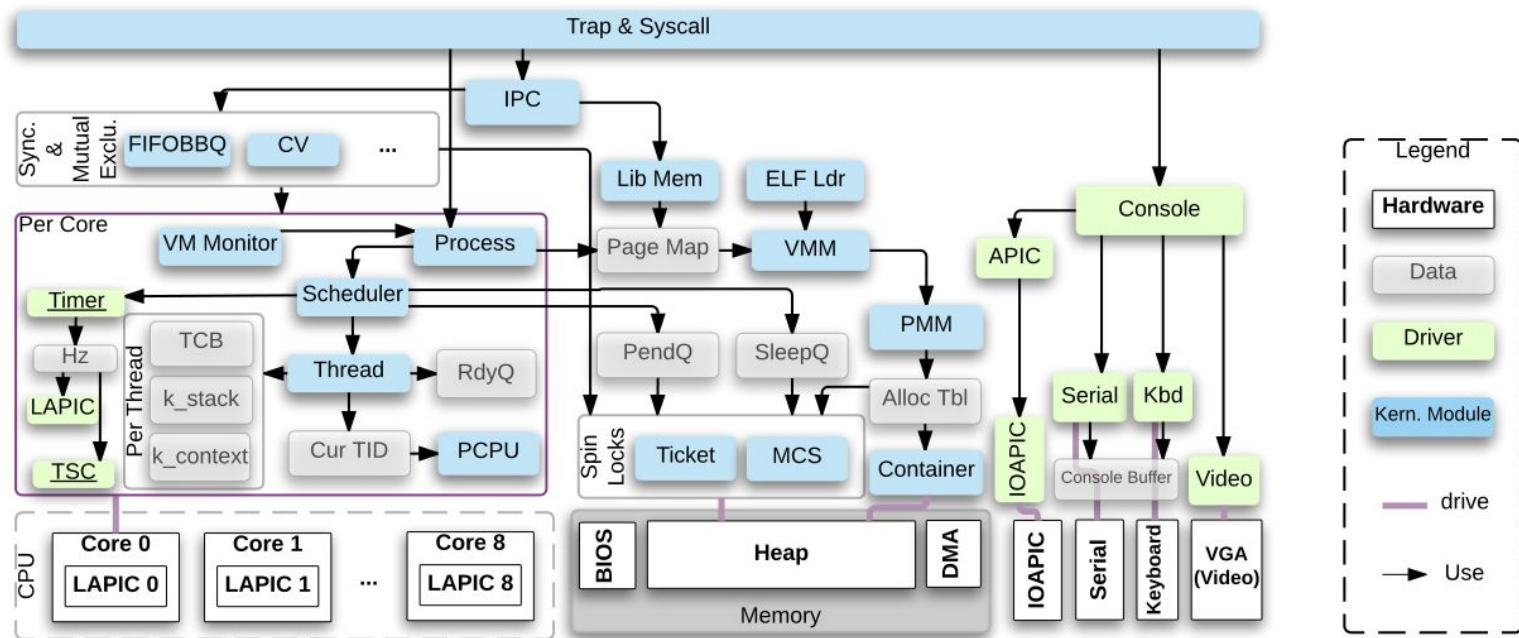 Trap & Syscall
IPC
Sync.
&
Mutual
Exclu.
FIFOBBQ
CV
...
Lib Mem
ELF Ldr
Console
Per Core
VM Monitor
Process
Page Map
VMM
APIC
Timer
Scheduler
PMM
Hz
Per Thread
TCB
k_stack
k_context
Thread
RdyQ
PendQ
SleepQ
Alloc Tbl
LAPIC
TSC
Cur TID
PCPU
Spin
Locks
Ticket
MCS
Container
IOAPIC
Serial
Kbd
Console Buffer
Video
CPU
Core 0
LAPIC 0
Core 1
LAPIC 1
...
Core 8
LAPIC 8
BIOS
Heap
DMA
Memory
IOAPIC
Serial
Keyboard
VGA
(Video)
Legend
Hardware
Data
Driver
Kern. Module
drive
Use